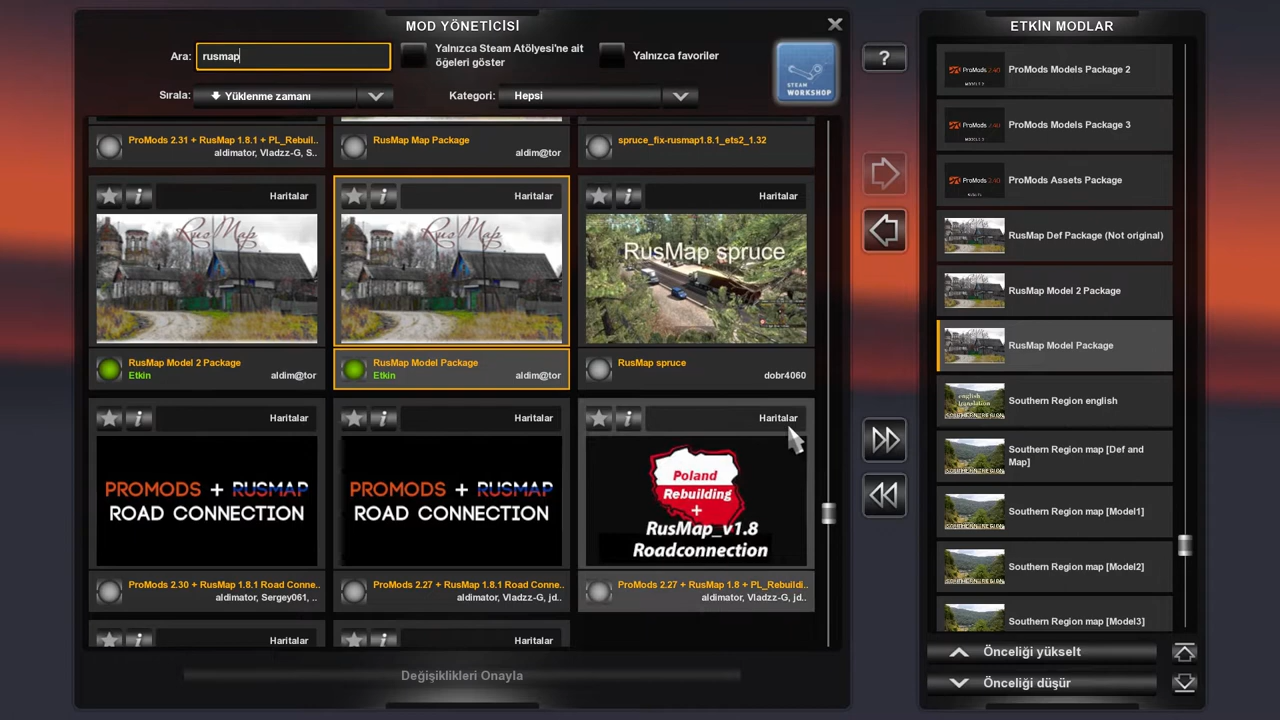 MOD YÖNETİCİSİ
Ara: rusmap
Yalnızca Steam Atölyesi'ne ait
öğeleri göster
Yalnızca favoriler
STEAM
WORKSHOP
Sırala: Yüklenme zamanı
Kategori: Hepsi
ProMods 2.31 + RusMap 1.8.1 + PL_Rebuil..
aldimator, Vladzz-G, S..
RusMap Map Package
aldim@tor
spruce_fix-rusmap1.8.1_ets2_1.32
Haritalar
RusMap
RusMap Model 2 Package
Etkin
aldim@tor
Haritalar
RusMap
RusMap Model Package
Etkin
aldim@tor
Haritalar
RusMap spruce
RusMap spruce
dobr4060
Haritalar
PROMODS + RUSMAP
ROAD CONNECTION
ProMods 2.30 + RusMap 1.8.1 Road Conne..
aldimator, Sergey061, ..
Haritalar
PROMODS + RUSMAP
ROAD CONNECTION
ProMods 2.27 + RusMap 1.8.1 Road Conne..
aldimator, Vladzz-G, jd..
Haritalar
Poland
Rebuilding
+
RusMap_v1.8
Roadconnection
ProMods 2.27 + RusMap 1.8 + PL_Rebuildi..
aldimator, Vladzz-G, jd..
Haritalar
Haritalar
Değişiklikleri Onayla
?
ETKİN MODLAR
ProMods Models Package 2
ProMods Models Package 3
ProMods Assets Package
RusMap Def Package (Not original)
RusMap Model 2 Package
RusMap Model Package
Southern Region english
Southern Region map [Def and
Map]
Southern Region map [Model1]
Southern Region map [Model2]
Southern Region map [Model3]
Önceliği yükselt
Önceliği düşür